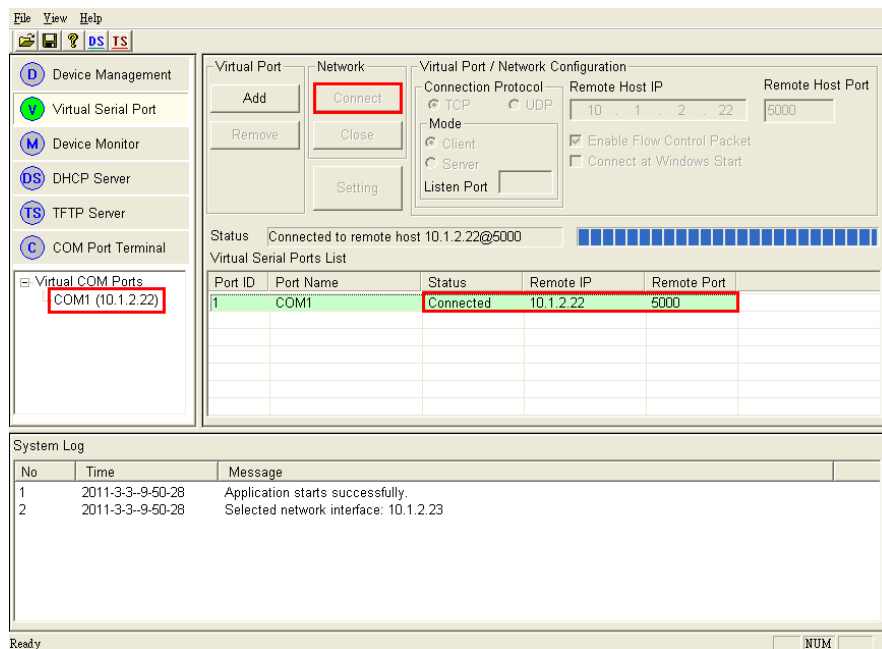 File View Help
DS TS
D Device Management
V Virtual Serial Port
M Device Monitor
DS DHCP Server
TS TFTP Server
C COM Port Terminal
Virtual COM Ports
COM1 (10.1.2.22)
Virtual Port
Add
Remove
Network
Connect
Close
Setting
Virtual Port / Network Configuration
Connection Protocol
TCP UDP
Mode
Client
Server
Listen Port
Remote Host IP
10 . 1 . 2 . 22
Remote Host Port
5000
Enable Flow Control Packet
Connect at Windows Start
Status Connected to remote host 10.1.2.22@5000
Virtual Serial Ports List
Port ID Port Name Status Remote IP Remote Port
1 COM1 Connected 10.1.2.22 5000
System Log
No Time Message
1 2011-3-3--9-50-28 Application starts successfully.
2 2011-3-3--9-50-28 Selected network interface: 10.1.2.23
Ready NUM